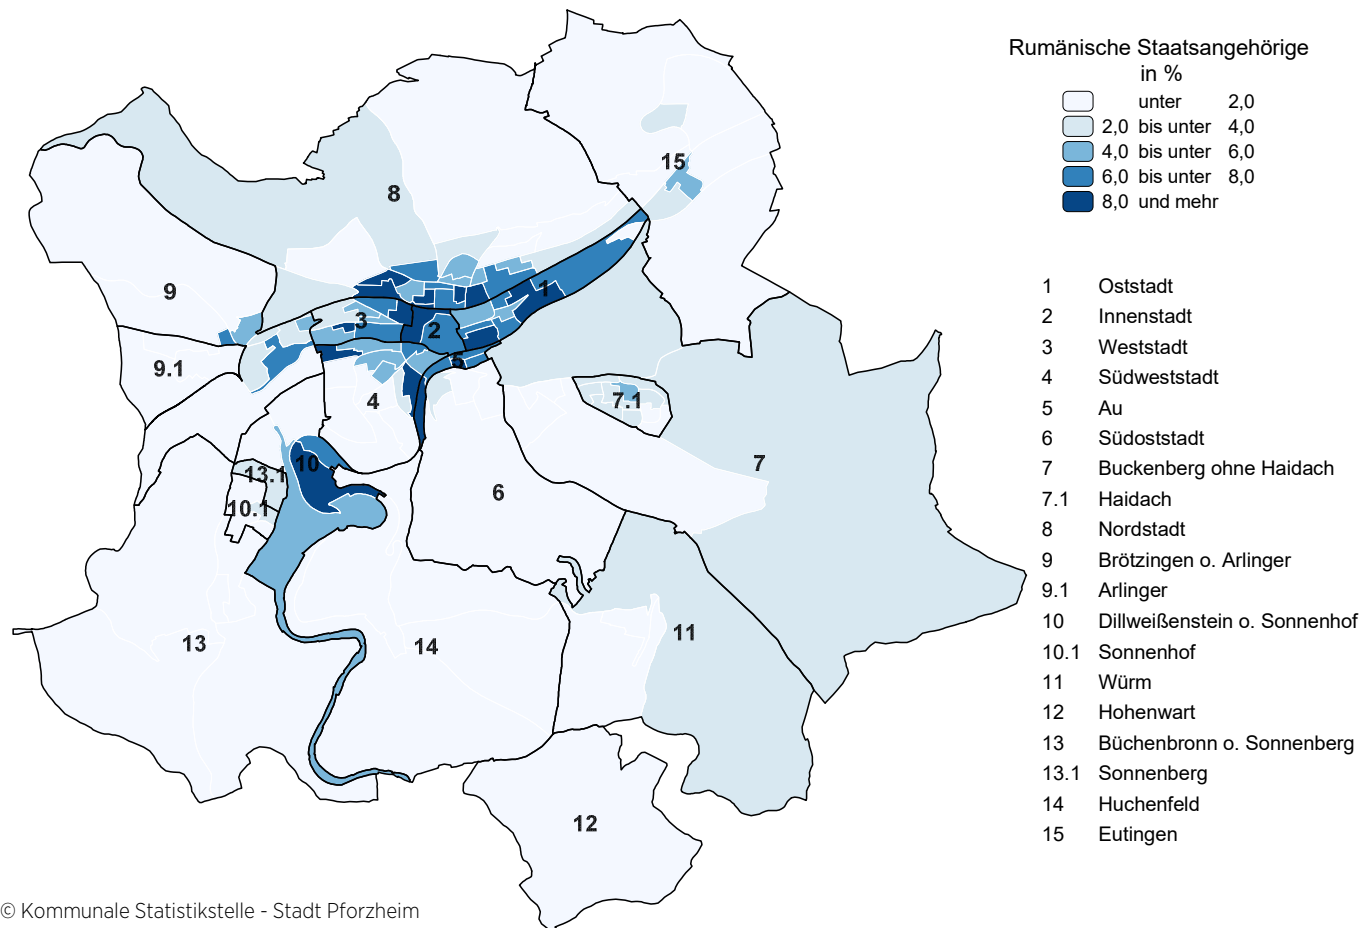 Rumänische Staatsangehörige
in %
unter 2,0
2,0 bis unter 4,0
4,0 bis unter 6,0
6,0 bis unter 8,0
8,0 und mehr
15
8
9
1
3
2
9.1
5
4
7.1
10
13.1
7
6
10.1
11
13
14
12
1 Oststadt
2 Innenstadt
3 Weststadt
4 Südweststadt
5 Au
6 Südoststadt
7 Buckenberg ohne Haidach
7.1 Haidach
8 Nordstadt
9 Brötzingen o. Arlinger
9.1 Arlinger
10 Dillweißenstein o. Sonnenhof
10.1 Sonnenhof
11 Würm
12 Hohenwart
13 Büchenbronn o. Sonnenberg
13.1 Sonnenberg
14 Huchenfeld
15 Eutingen
© Kommunale Statistikstelle - Stadt Pforzheim